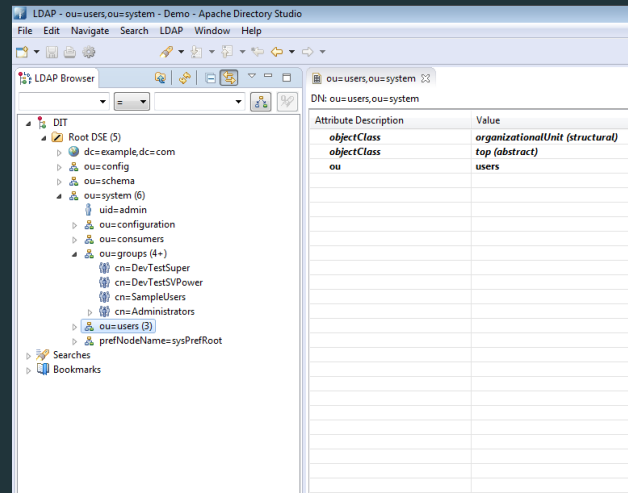 LDAP - ou=users,ou=system - Demo - Apache Directory Studio
File Edit Navigate Search LDAP Window Help
LDAP Browser
=
DIT
Root DSE (5)
dc=example,dc=com
ou=config
ou=schema
ou=system (6)
uid=admin
ou=configuration
ou=consumers
ou=groups (4+)
cn=DevTestSuper
cn=DevTestSVPower
cn=SampleUsers
cn=Administrators
ou=users (3)
prefNodeName=sysPrefRoot
Searches
Bookmarks
ou=users,ou=system
DN: ou=users,ou=system
Attribute Description Value
objectClass organizationalUnit (structural)
objectClass top (abstract)
ou users